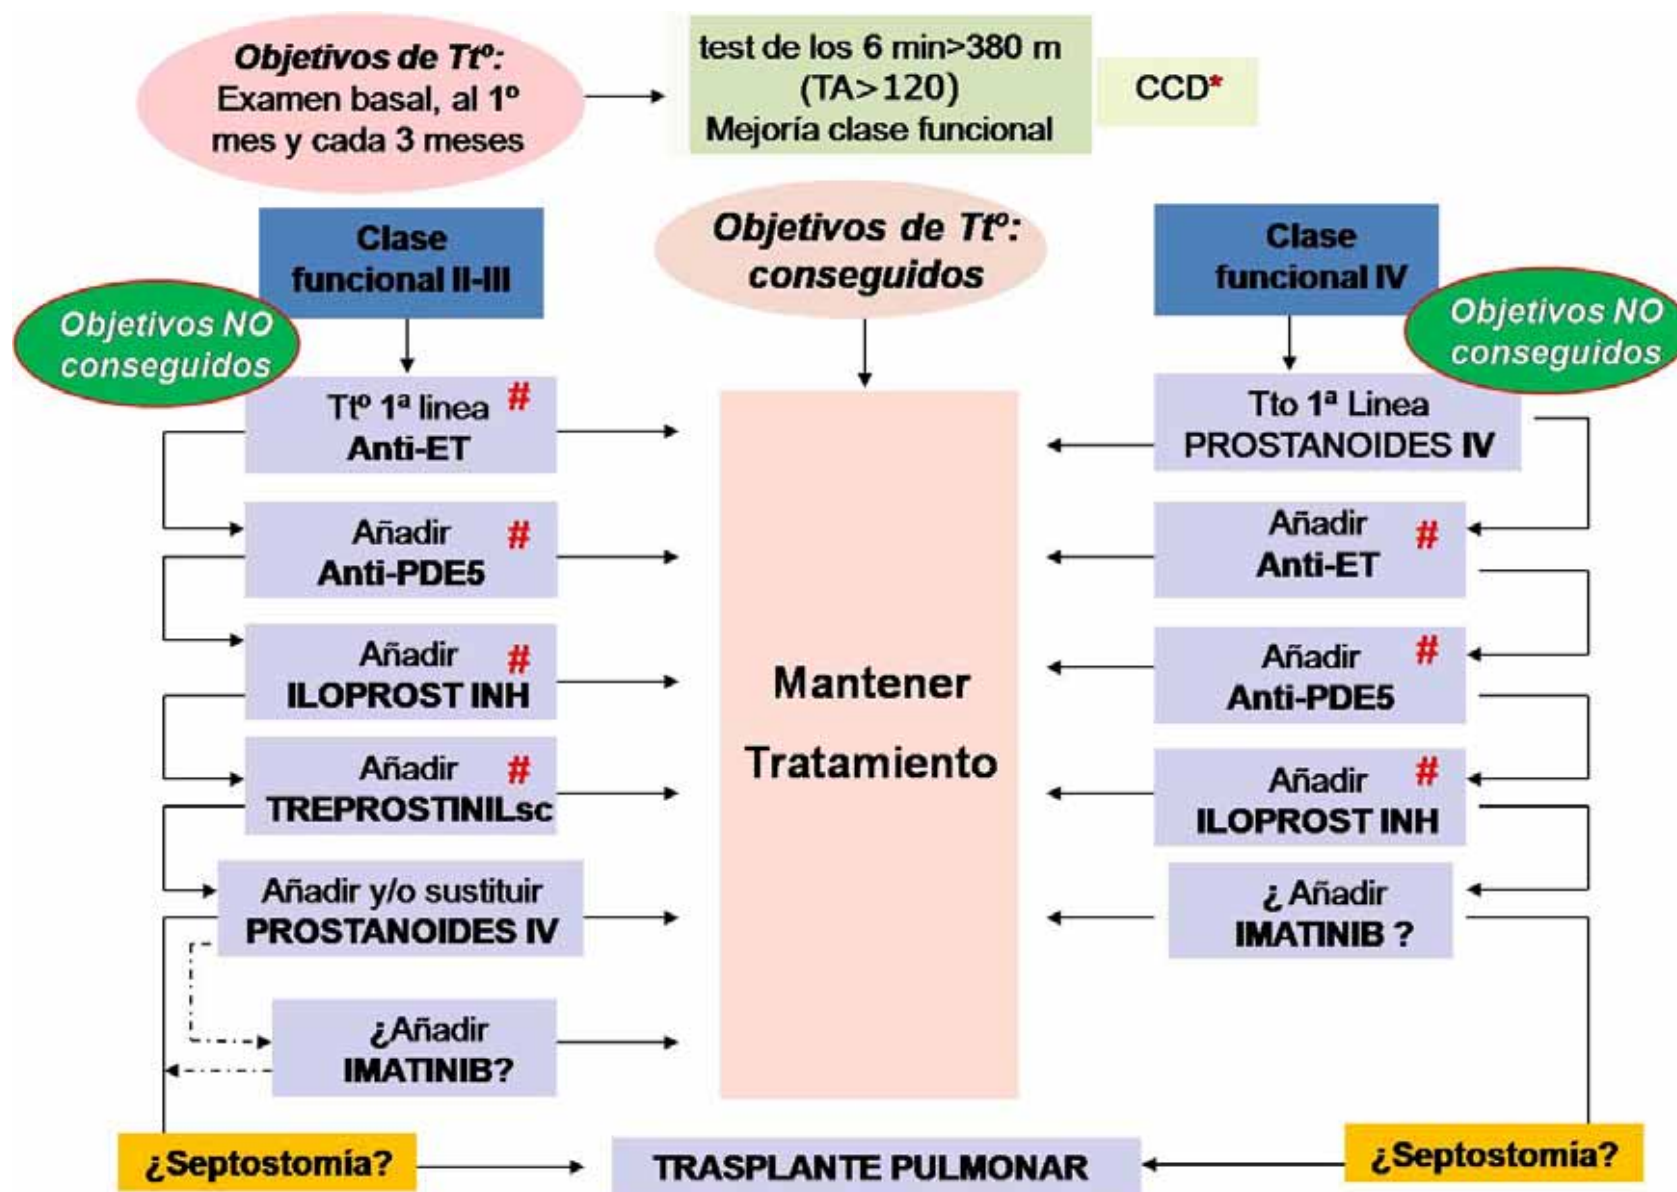 Objetivos de Ttº:
Examen basal, al 1º
mes y cada 3 meses
test de los 6 min>380 m
(TA>120)
Mejoría clase funcional
CCD*
Clase
funcional II-III
Objetivos NO
conseguidos
Ttº 1ª linea #
Anti-ET
Añadir #
Anti-PDE5
Añadir #
ILOPROST INH
Añadir #
TREPROSTINILsc
Añadir y/o sustituir
PROSTANOIDES IV
¿Añadir
IMATINIB?
¿Septostomía?
Objetivos de Ttº:
conseguidos
Mantener
Tratamiento
TRASPLANTE PULMONAR
Clase
funcional IV
Objetivos NO
conseguidos
Tto 1ª Linea
PROSTANOIDES IV
Añadir #
Anti-ET
Añadir #
Anti-PDE5
Añadir #
ILOPROST INH
¿ Añadir
IMATINIB ?
¿Septostomía?